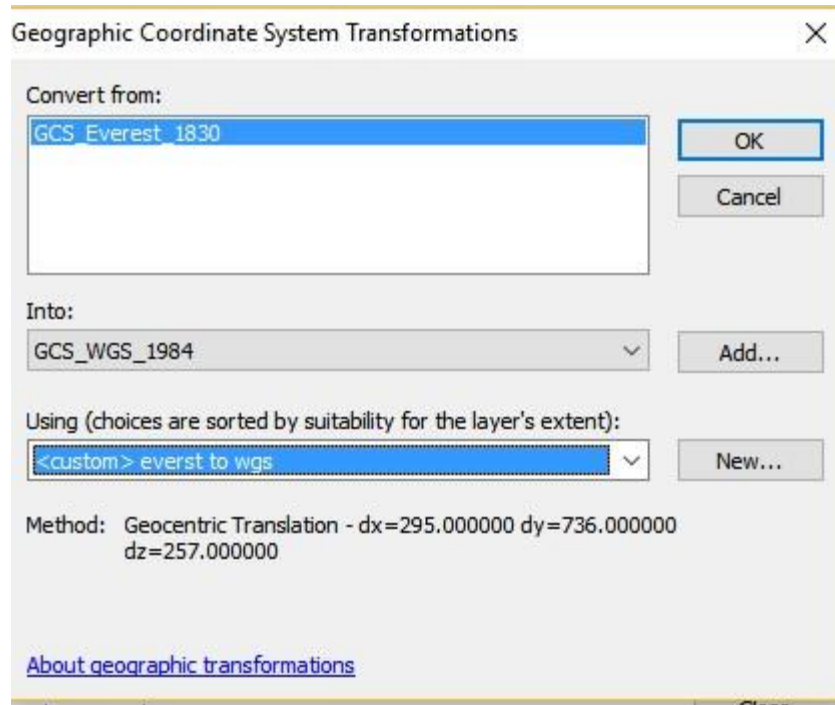 Geographic Coordinate System Transformations
Convert from:
GCS_Everest_1830
OK
Cancel
Into:
GCS_WGS_1984
Add...
Using (choices are sorted by suitability for the layer's extent):
<custom> everst to wgs
New...
Method: Geocentric Translation - dx=295.000000 dy=736.000000
dz=257.000000
About geographic transformations